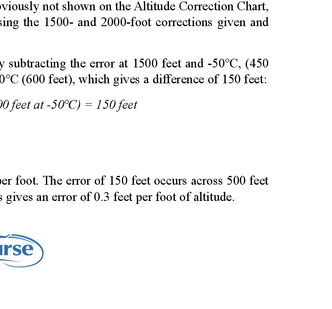 viously not shown on the Altitude Correction Chart,
ing the 1500- and 2000-foot corrections given and
y subtracting the error at 1500 feet and -50°C, (450
0°C (600 feet), which gives a difference of 150 feet:
00 feet at -50°C) = 150 feet
per foot. The error of 150 feet occurs across 500 feet
gives an error of 0.3 feet per foot of altitude.
urse